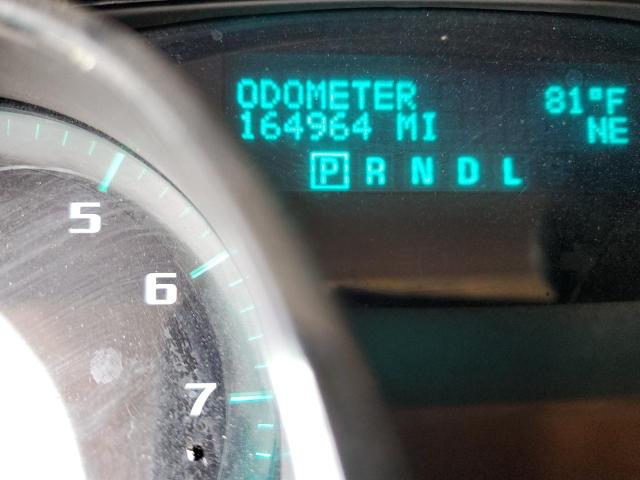 ODOMETER 81°F
164964 MI NE
P R N D L
5
6
7